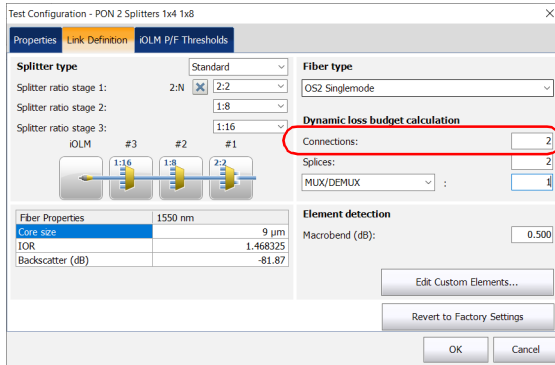 Test Configuration - PON 2 Splitters 1x4 1x8
Properties
Link Definition
iOLM P/F Thresholds
Splitter type
Standard
Splitter ratio stage 1:
2:N
2:2
Splitter ratio stage 2:
1:8
Splitter ratio stage 3:
1:16
iOLM #3 #2 #1
1:16 1:8 2:2
Fiber Properties 1550 nm
Core size 9 µm
IOR 1.468325
Backscatter (dB) -81.87
Fiber type
OS2 Singlemode
Dynamic loss budget calculation
Connections: 2
Splices: 2
MUX/DEMUX : 1
Element detection
Macrobend (dB): 0.500
Edit Custom Elements...
Revert to Factory Settings
OK Cancel